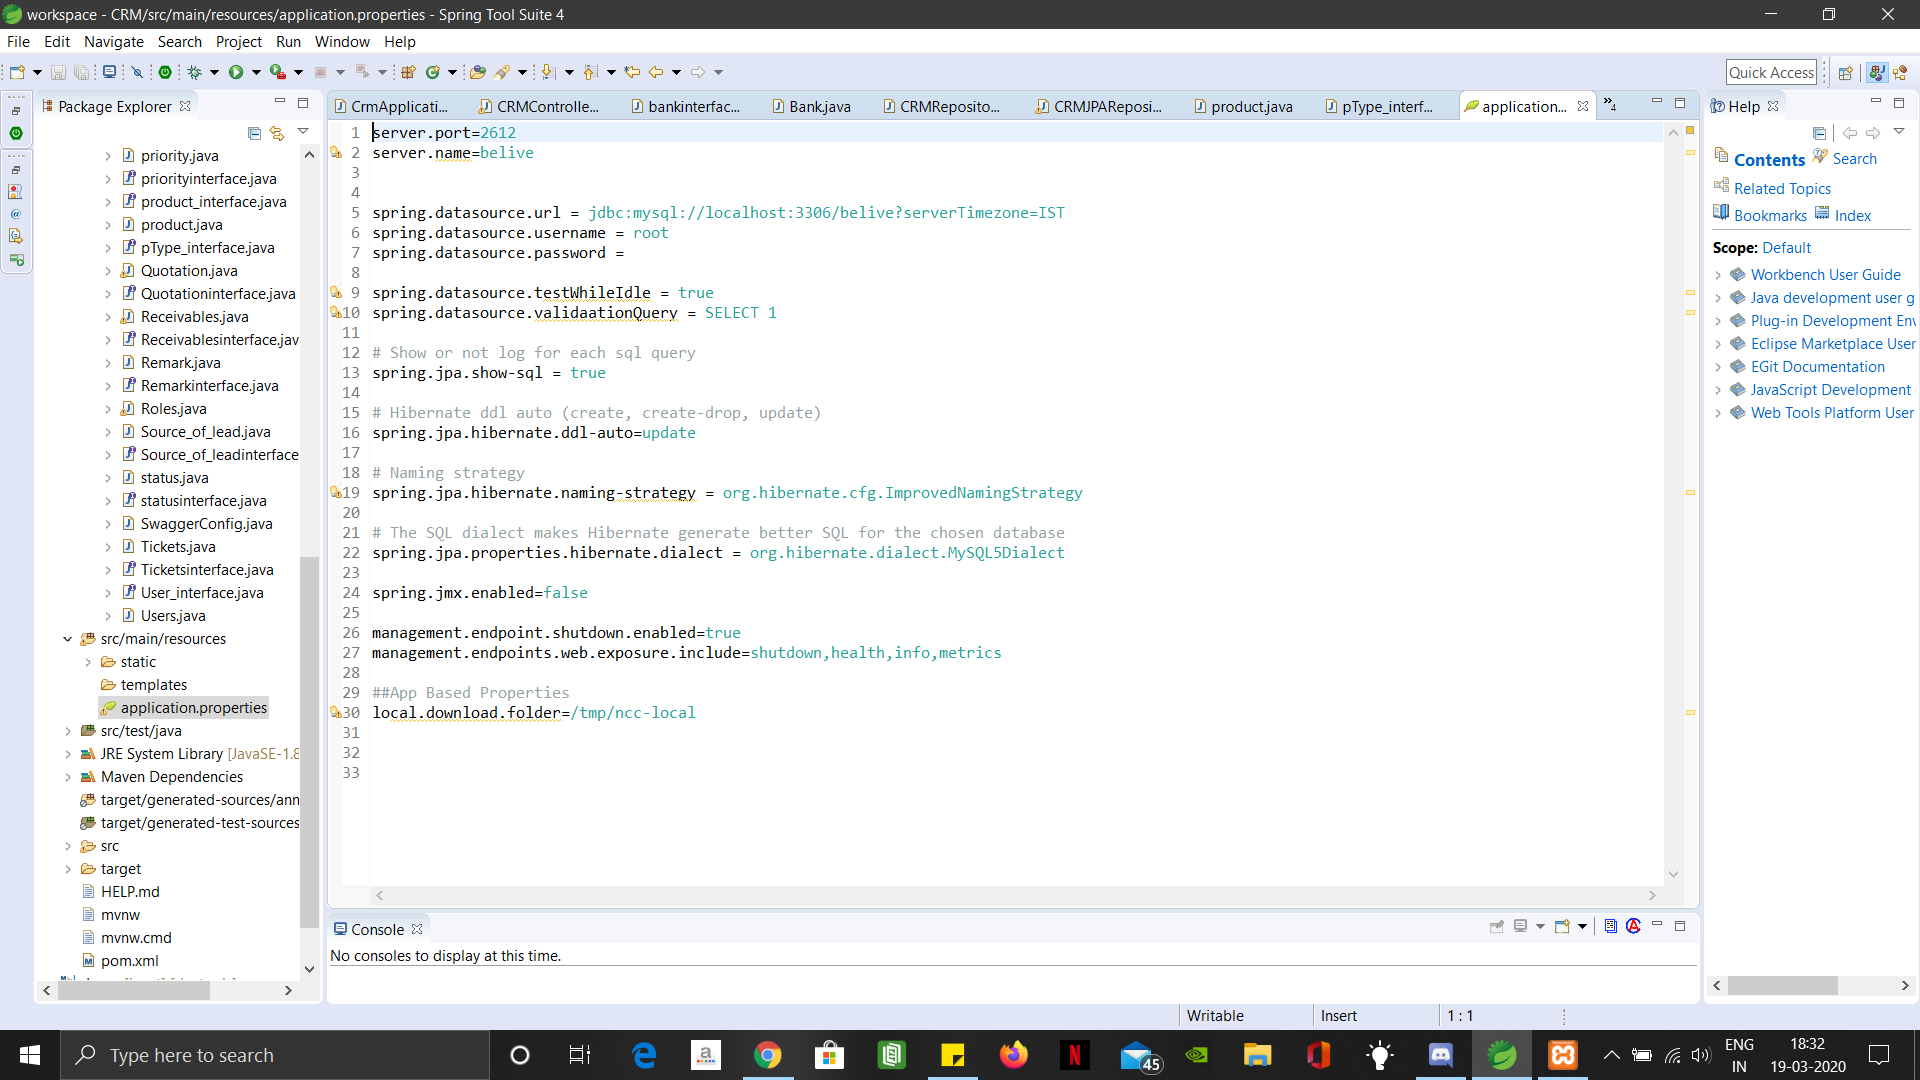 workspace - CRM/src/main/resources/application.properties - Spring Tool Suite 4
File Edit Navigate Search Project Run Window Help
Quick Access
Package Explorer
priority.java
priorityinterface.java
product_interface.java
product.java
pType_interface.java
Quotation.java
Quotationinterface.java
Receivables.java
Receivablesinterface.jav
Remark.java
Remarkinterface.java
Roles.java
Source_of_lead.java
Source_of_leadinterface
status.java
statusinterface.java
SwaggerConfig.java
Tickets.java
Ticketsinterface.java
User_interface.java
Users.java
src/main/resources
static
templates
application.properties
src/test/java
JRE System Library [JavaSE-1.8
Maven Dependencies
target/generated-sources/ann
target/generated-test-sources
src
target
HELP.md
mvnw
mvnw.cmd
pom.xml
CrmApplicati... CRMControlle... bankinterfac... Bank.java CRMReposito... CRMJPAReposi... product.java pType_interf... application... »4
1 server.port=2612
2 server.name=belive
3
4
5 spring.datasource.url = jdbc:mysql://localhost:3306/belive?serverTimezone=IST
6 spring.datasource.username = root
7 spring.datasource.password =
8
9 spring.datasource.testWhileIdle = true
10 spring.datasource.validaationQuery = SELECT 1
11
12 # Show or not log for each sql query
13 spring.jpa.show-sql = true
14
15 # Hibernate ddl auto (create, create-drop, update)
16 spring.jpa.hibernate.ddl-auto=update
17
18 # Naming strategy
19 spring.jpa.hibernate.naming-strategy = org.hibernate.cfg.ImprovedNamingStrategy
20
21 # The SQL dialect makes Hibernate generate better SQL for the chosen database
22 spring.jpa.properties.hibernate.dialect = org.hibernate.dialect.MySQL5Dialect
23
24 spring.jmx.enabled=false
25
26 management.endpoint.shutdown.enabled=true
27 management.endpoints.web.exposure.include=shutdown,health,info,metrics
28
29 ##App Based Properties
30 local.download.folder=/tmp/ncc-local
31
32
33
Console
No consoles to display at this time.
Help
Contents Search
Related Topics
Bookmarks Index
Scope: Default
Workbench User Guide
Java development user g
Plug-in Development Env
Eclipse Marketplace User
EGit Documentation
JavaScript Development
Web Tools Platform User
Writable Insert 1 : 1
Type here to search
45
ENG
IN
18:32
19-03-2020